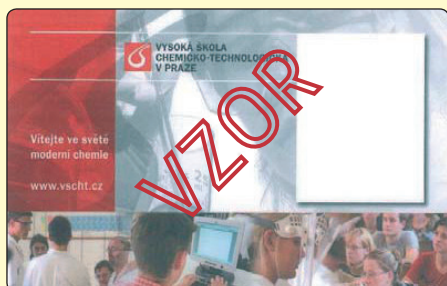 VYSOKÁ ŠKOLA
CHEMICKO-TECHNOLOGICKÁ
V PRAZE
VZOR
Vítejte ve světě
moderní chemie
www.vscht.cz